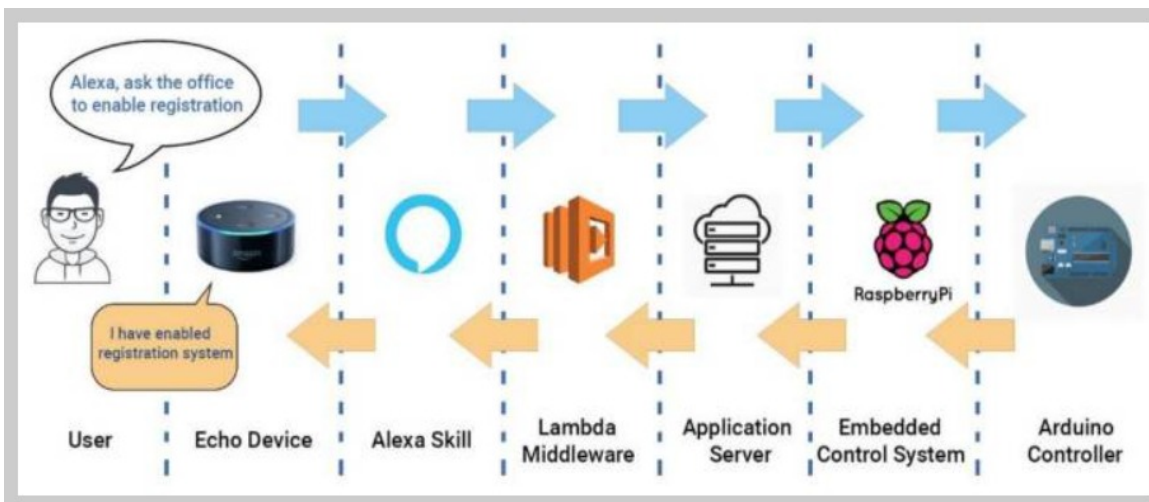 Alexa, ask the office
to enable registration
amazon
RaspberryPi
I have enabled
registration system
User
Echo Device
Alexa Skill
Lambda
Middleware
Application
Server
Embedded
Control System
Arduino
Controller